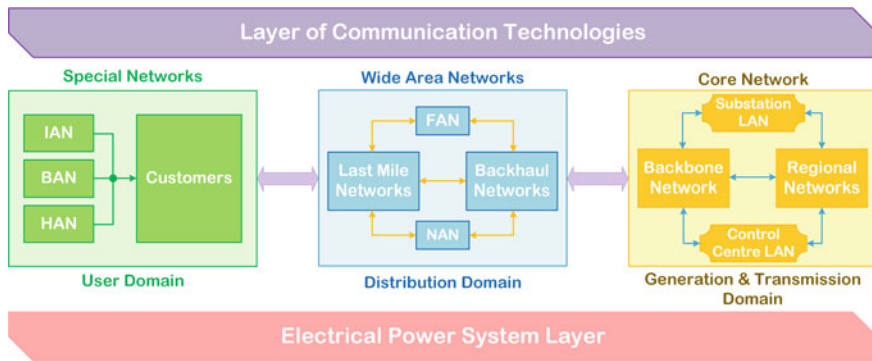 Layer of Communication Technologies
Special Networks
IAN
BAN
HAN
Customers
User Domain
Wide Area Networks
FAN
Last Mile
Networks
Backhaul
Networks
NAN
Distribution Domain
Core Network
Substation
LAN
Backbone
Network
Regional
Networks
Control
Centre LAN
Generation & Transmission
Domain
Electrical Power System Layer